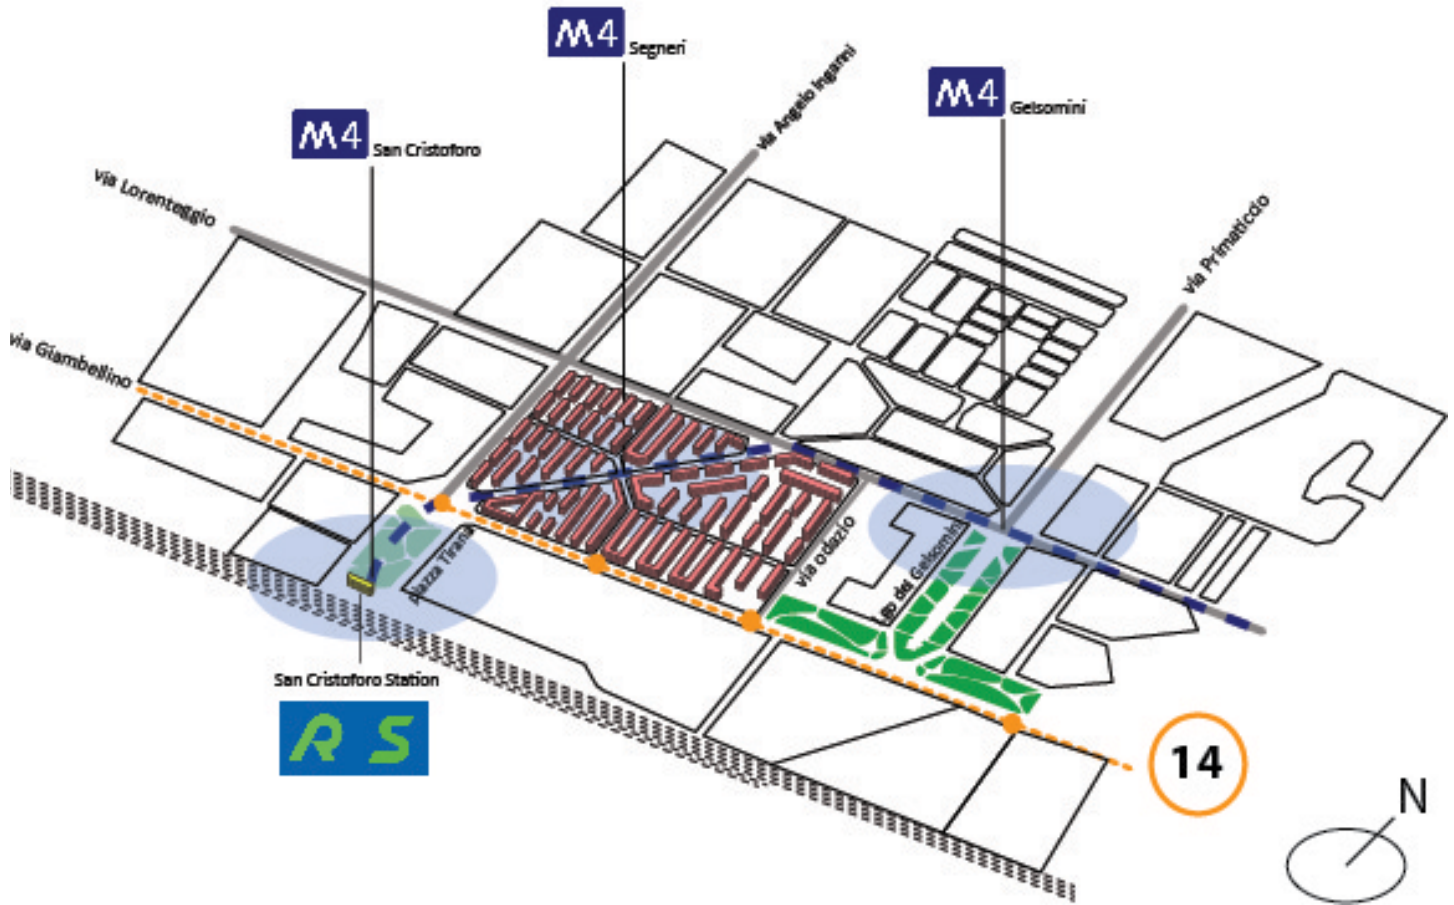 M4 Segneri
M4 Gelsomini
M4 San Cristoforo
via Angelo Inganni
via Lorenteggio
via Primaticcio
via Giambellino
piazza Tirana
via odazio
Lgo dei Gelsomini
San Cristoforo Station
R S
14
N